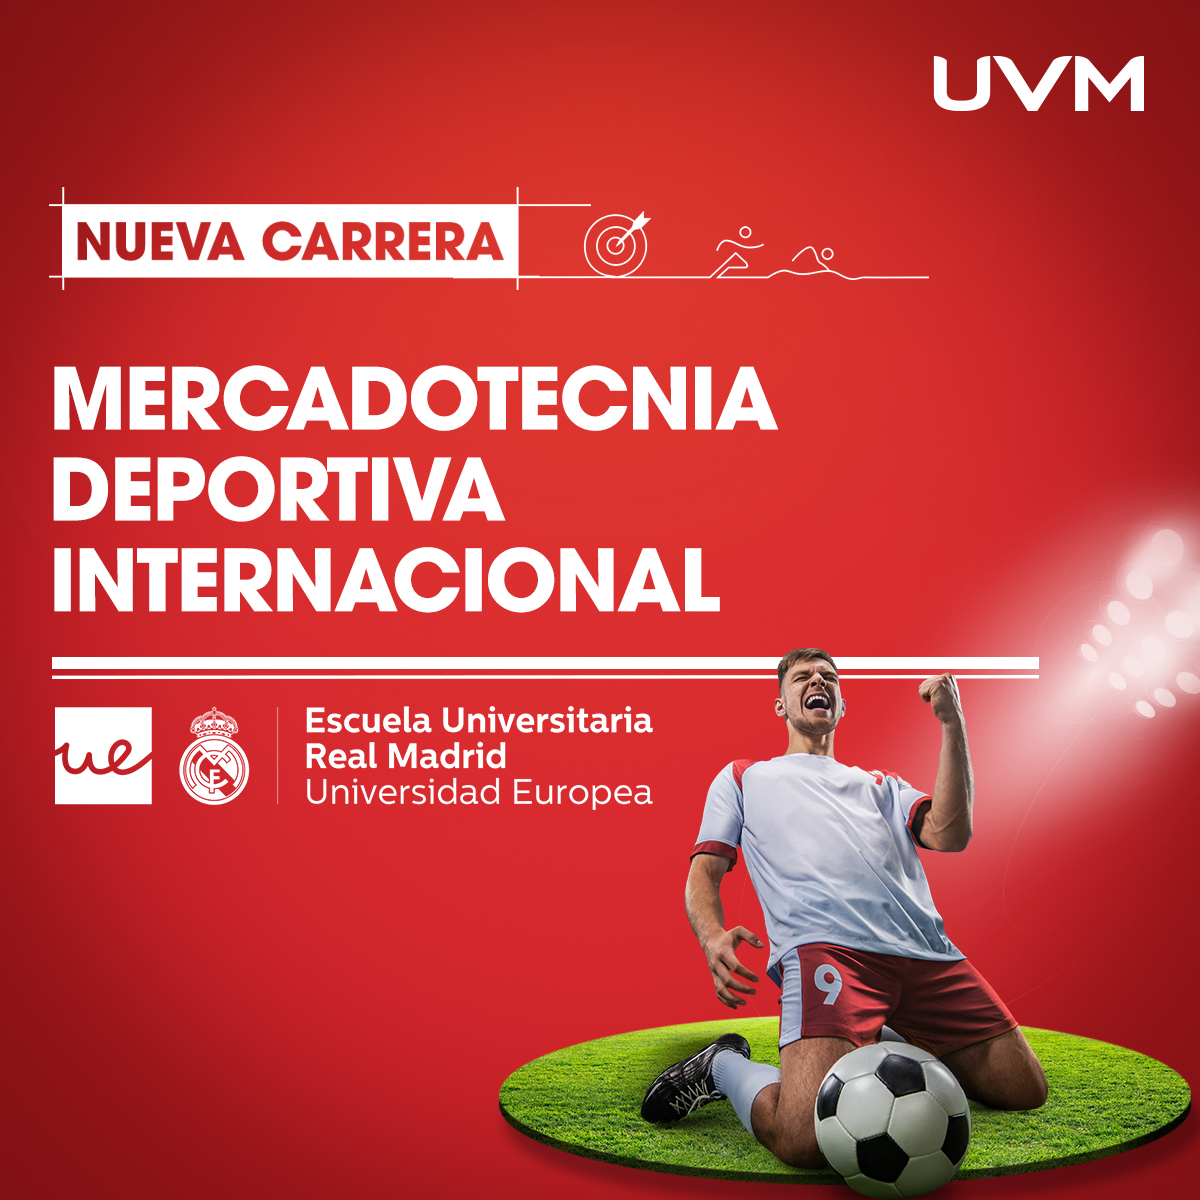 UVM
NUEVA CARRERA
MERCADOTECNIA
DEPORTIVA
INTERNACIONAL
ue
Escuela Universitaria
Real Madrid
Universidad Europea
9